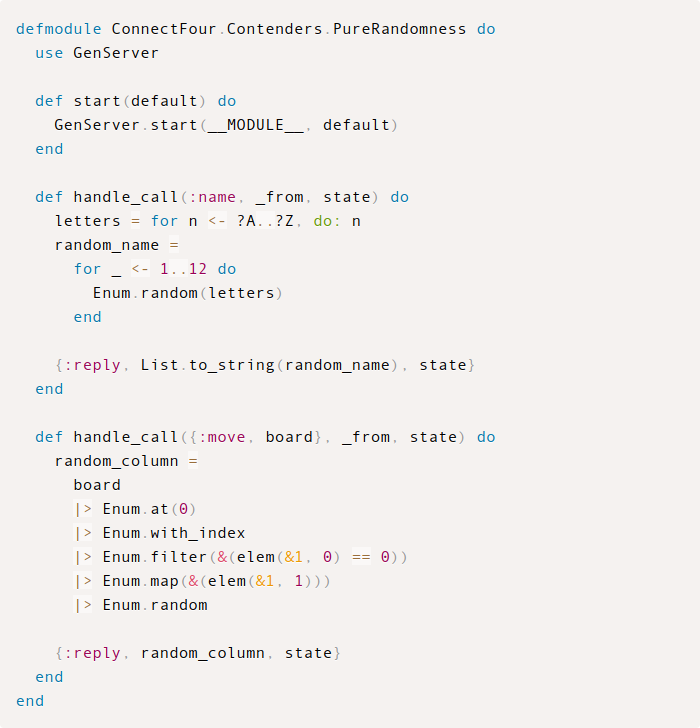 defmodule ConnectFour.Contenders.PureRandomness do
  use GenServer

  def start(default) do
    GenServer.start(__MODULE__, default)
  end

  def handle_call(:name, _from, state) do
    letters = for n <- ?A..?Z, do: n
    random_name =
      for _ <- 1..12 do
        Enum.random(letters)
      end

    {:reply, List.to_string(random_name), state}
  end

  def handle_call({:move, board}, _from, state) do
    random_column =
      board
      |> Enum.at(0)
      |> Enum.with_index
      |> Enum.filter(&(elem(&1, 0) == 0))
      |> Enum.map(&(elem(&1, 1)))
      |> Enum.random

    {:reply, random_column, state}
  end
end